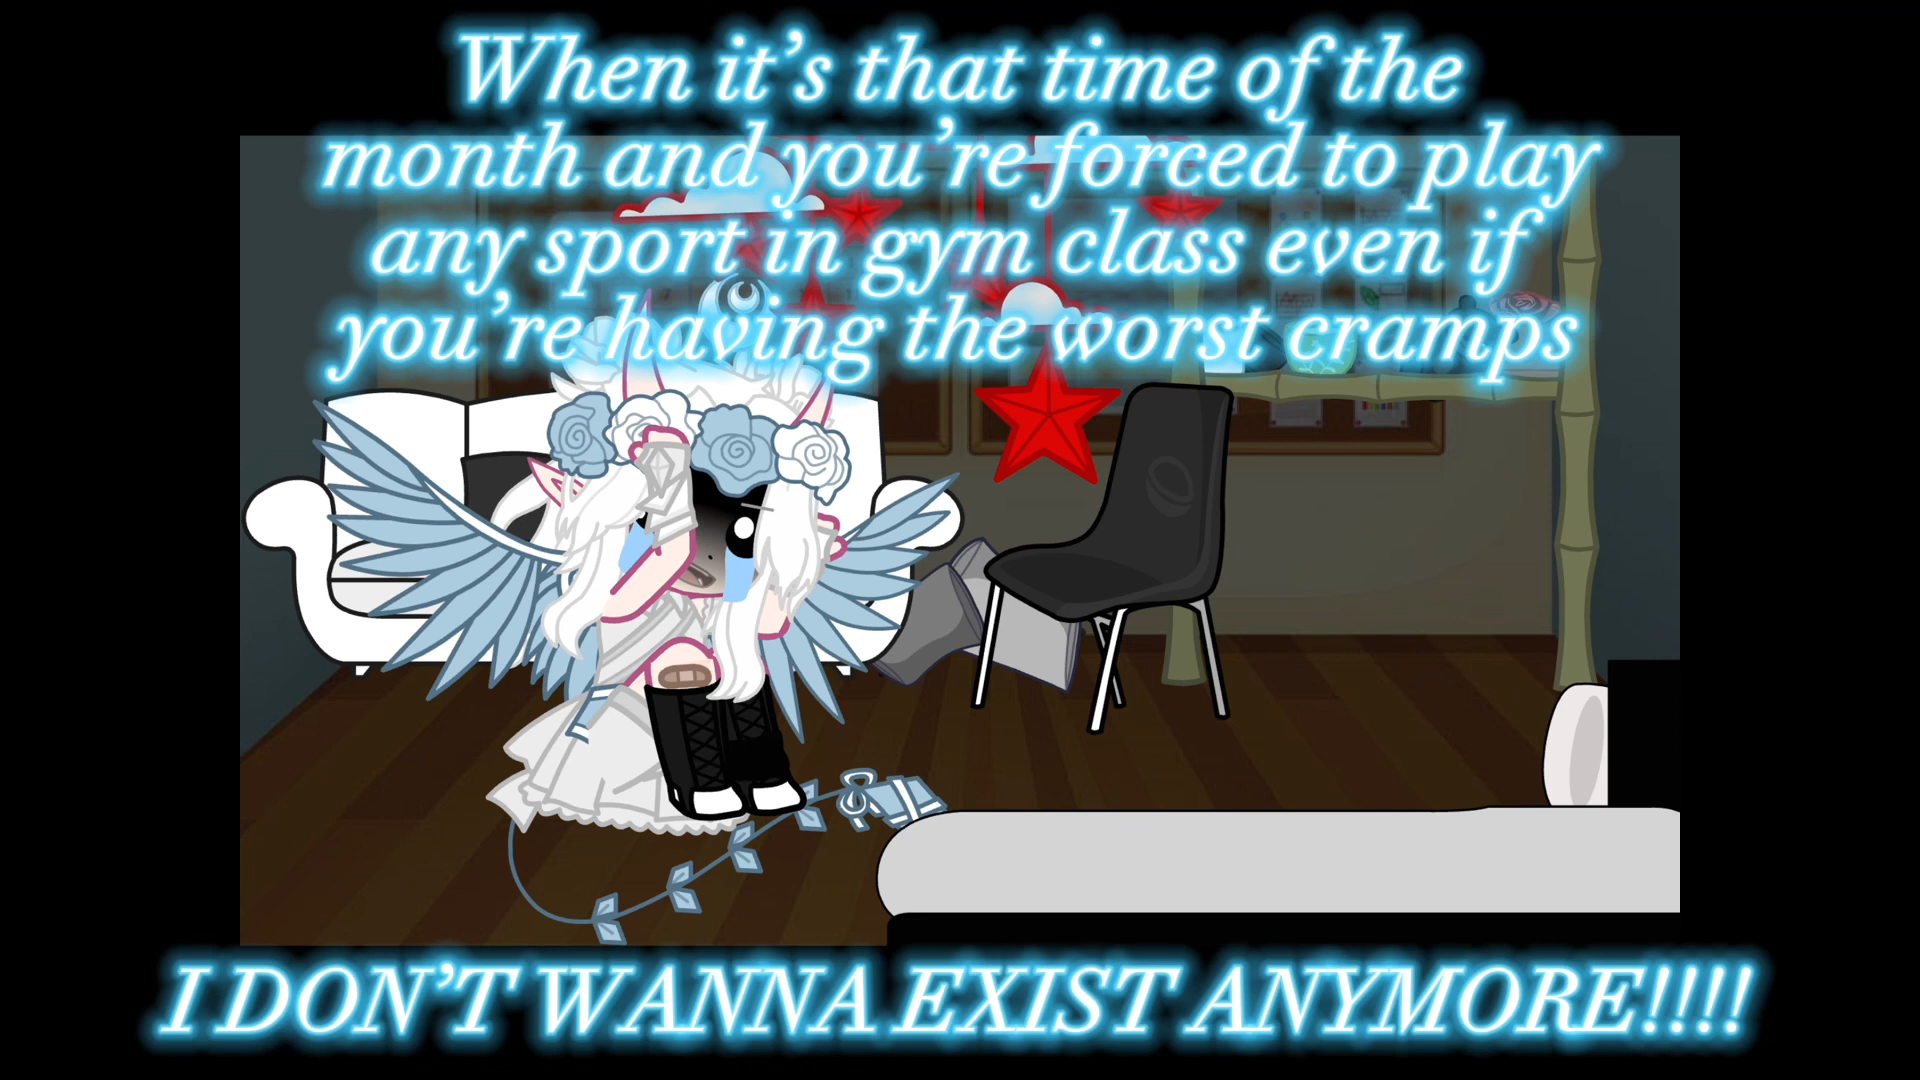 When it’s that time of the
month and you’re forced to play
any sport in gym class even if
you’re having the worst cramps
I DON’T WANNA EXIST ANYMORE!!!!